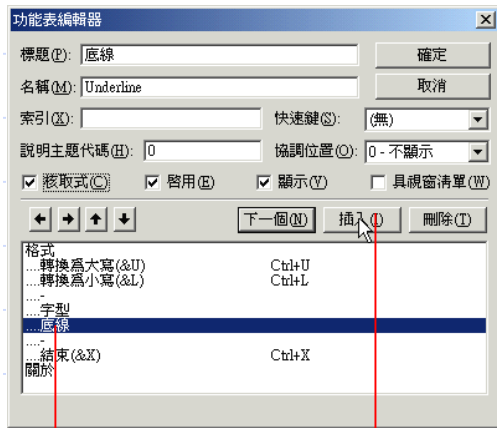 功能表編輯器
標題(P): 底線 確定
名稱(M): Underline 取消
索引(X): 快速鍵(S): (無)
說明主題代碼(H): 0 協調位置(O): 0 - 不顯示
核取式(C) 啓用(E) 顯示(V) 具視窗清單(W)
下一個(N) 插入(I) 刪除(T)
格式
....轉換爲大寫(&U) Ctrl+U
....轉換爲小寫(&L) Ctrl+L
....-
....字型
....底線
....-
....結束(&X) Ctrl+X
關於